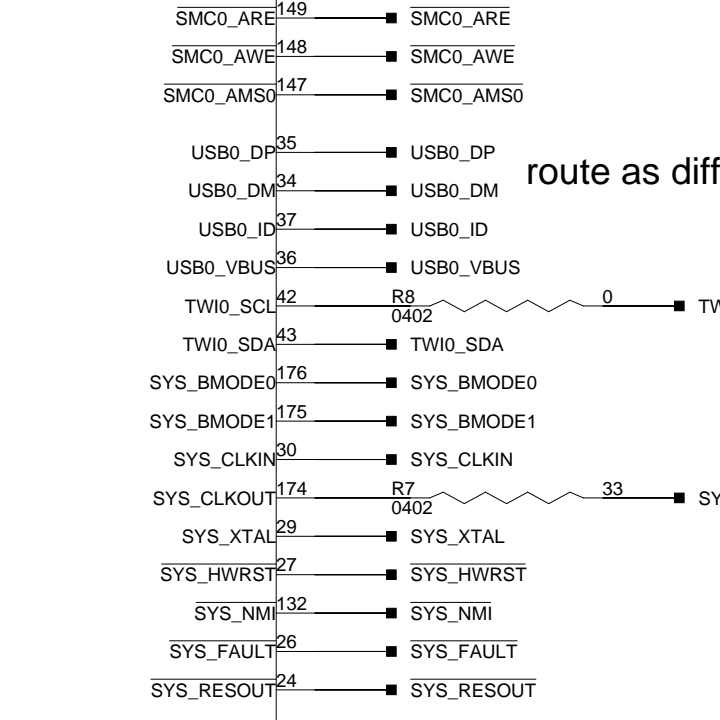 SMC0_ARE 149 SMC0_ARE
SMC0_AWE 148 SMC0_AWE
SMC0_AMS0 147 SMC0_AMS0
USB0_DP 35 USB0_DP
route as diff
USB0_DM 34 USB0_DM
USB0_ID 37 USB0_ID
USB0_VBUS 36 USB0_VBUS
TWI0_SCL 42 R8 0 TW
0402
TWI0_SDA 43 TWI0_SDA
SYS_BMODE0 176 SYS_BMODE0
SYS_BMODE1 175 SYS_BMODE1
SYS_CLKIN 30 SYS_CLKIN
SYS_CLKOUT 174 R7 33 SY
0402
SYS_XTAL 29 SYS_XTAL
SYS_HWRST 27 SYS_HWRST
SYS_NMI 132 SYS_NMI
SYS_FAULT 26 SYS_FAULT
SYS_RESOUT 24 SYS_RESOUT